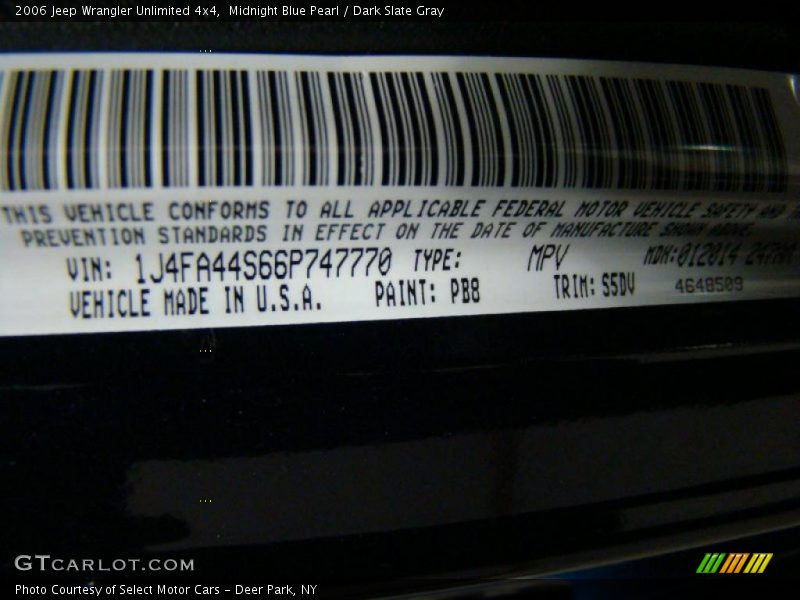 2006 Jeep Wrangler Unlimited 4x4,  Midnight Blue Pearl / Dark Slate Gray
THIS VEHICLE CONFORMS TO ALL APPLICABLE FEDERAL MOTOR VEHICLE SAFETY AND
PREVENTION STANDARDS IN EFFECT ON THE DATE OF MANUFACTURE SHOWN ABOVE.
VIN: 1J4FA44S66P747770 TYPE: MPV MDH:012014
VEHICLE MADE IN U.S.A. PAINT: PB8 TRIM: S5DV 4648509
GTCARLOT.COM
Photo Courtesy of Select Motor Cars – Deer Park, NY